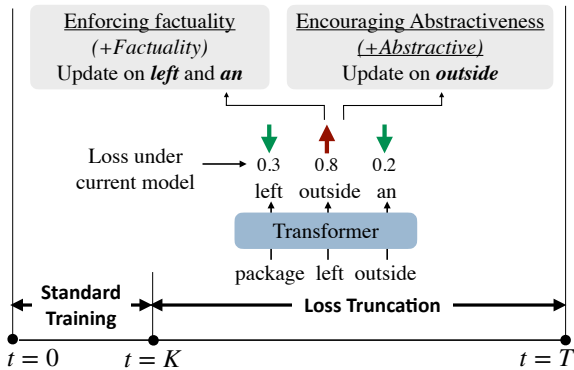 Enforcing factuality
(+Factuality)
Update on left and an
Encouraging Abstractiveness
(+Abstractive)
Update on outside
Loss under
current model
0.3 0.8 0.2
left outside an
Transformer
package left outside
Standard
Training
Loss Truncation
t = 0 t = K t = T